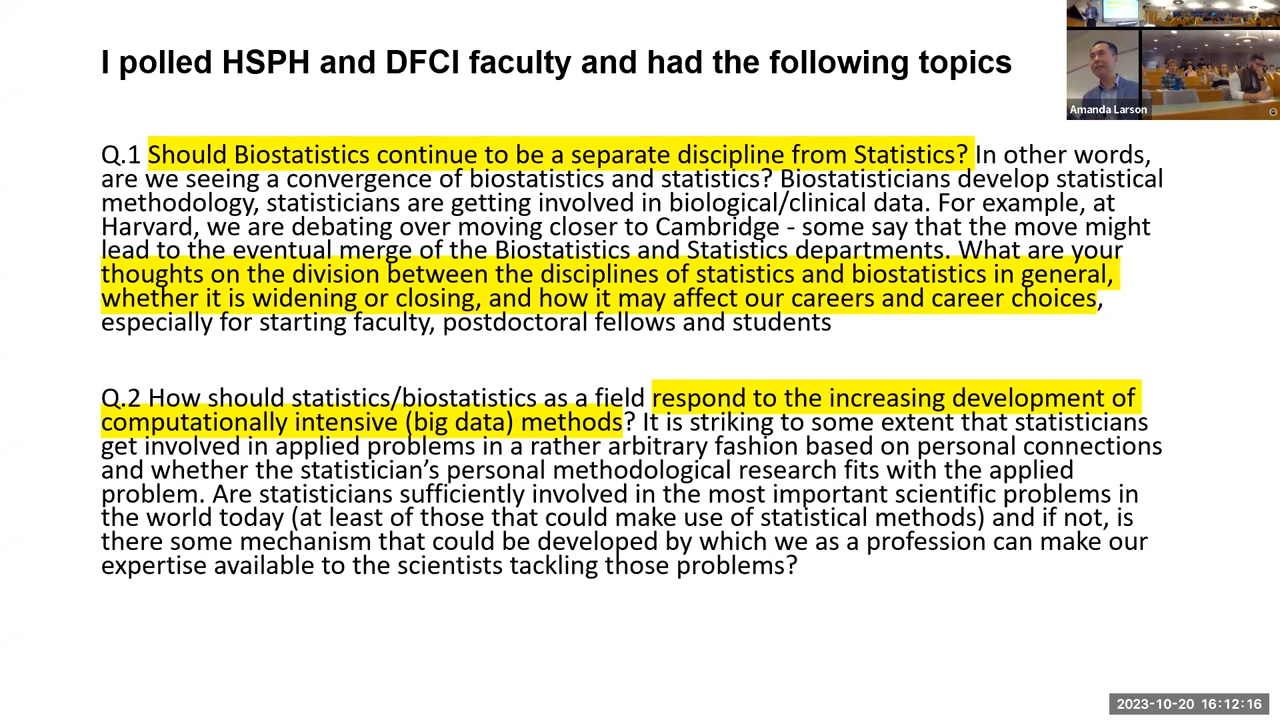 I polled HSPH and DFCI faculty and had the following topics
Amanda Larson
Q.1 Should Biostatistics continue to be a separate discipline from Statistics? In other words,
are we seeing a convergence of biostatistics and statistics? Biostatisticians develop statistical
methodology, statisticians are getting involved in biological/clinical data. For example, at
Harvard, we are debating over moving closer to Cambridge - some say that the move might
lead to the eventual merge of the Biostatistics and Statistics departments. What are your
thoughts on the division between the disciplines of statistics and biostatistics in general,
whether it is widening or closing, and how it may affect our careers and career choices,
especially for starting faculty, postdoctoral fellows and students
Q.2 How should statistics/biostatistics as a field respond to the increasing development of
computationally intensive (big data) methods? It is striking to some extent that statisticians
get involved in applied problems in a rather arbitrary fashion based on personal connections
and whether the statistician’s personal methodological research fits with the applied
problem. Are statisticians sufficiently involved in the most important scientific problems in
the world today (at least of those that could make use of statistical methods) and if not, is
there some mechanism that could be developed by which we as a profession can make our
expertise available to the scientists tackling those problems?
2023-10-20 16:12:16